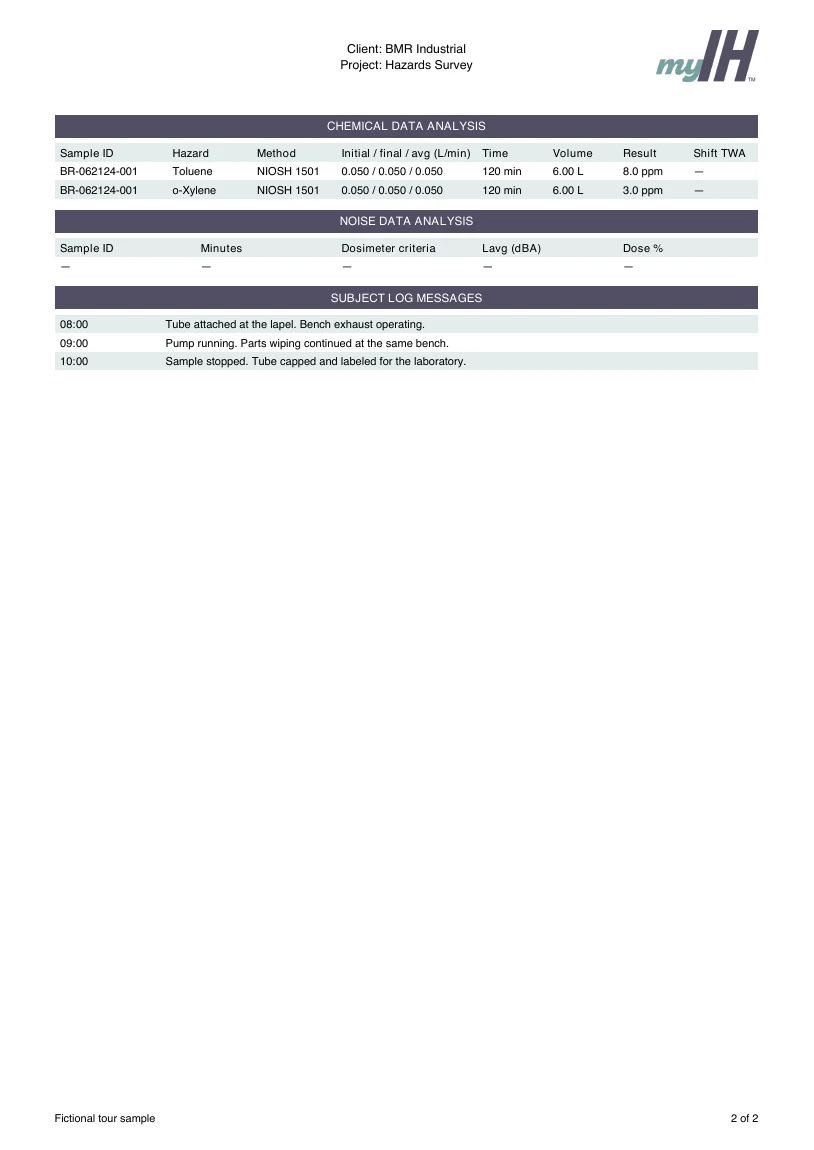 Client: BMR Industrial
Project: Hazards Survey
myIH™
CHEMICAL DATA ANALYSIS
Sample ID Hazard Method Initial / final / avg (L/min) Time Volume Result Shift TWA
BR-062124-001 Toluene NIOSH 1501 0.050 / 0.050 / 0.050 120 min 6.00 L 8.0 ppm —
BR-062124-001 o-Xylene NIOSH 1501 0.050 / 0.050 / 0.050 120 min 6.00 L 3.0 ppm —
NOISE DATA ANALYSIS
Sample ID Minutes Dosimeter criteria Lavg (dBA) Dose %
— — — — —
SUBJECT LOG MESSAGES
08:00 Tube attached at the lapel. Bench exhaust operating.
09:00 Pump running. Parts wiping continued at the same bench.
10:00 Sample stopped. Tube capped and labeled for the laboratory.
Fictional tour sample 2 of 2